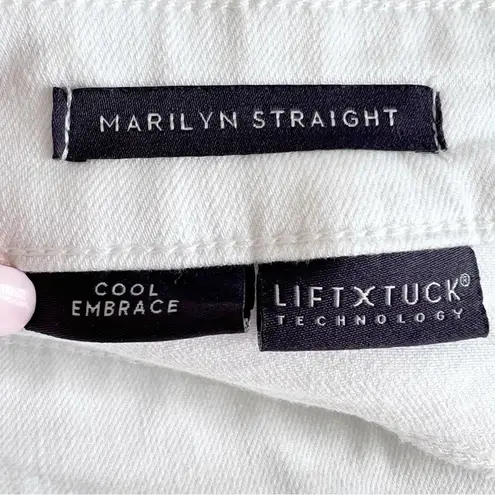 MARILYN STRAIGHT
COOL
EMBRACE
LIFTXTUCK®
TECHNOLOGY